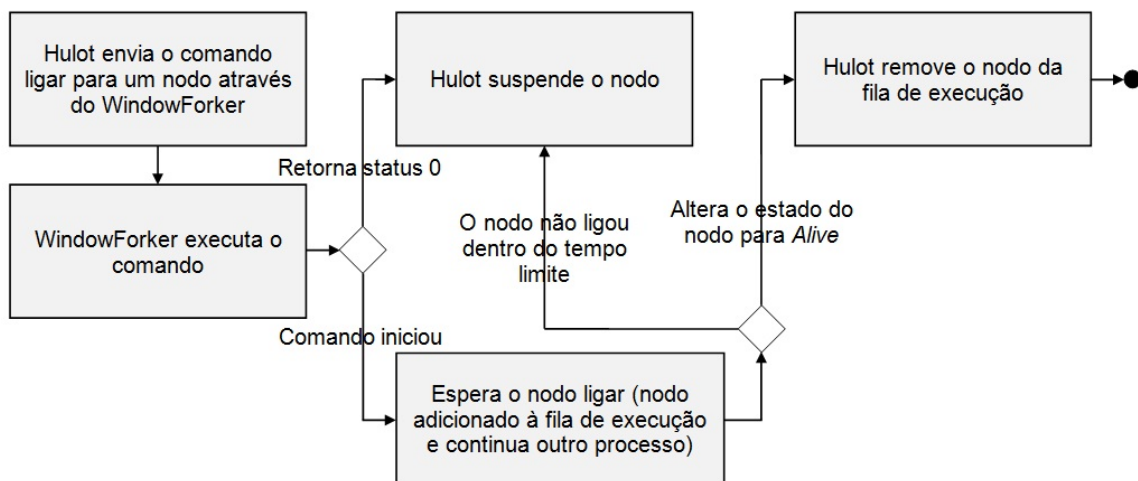 Hulot envia o comando
ligar para um nodo através
do WindowForker
Hulot suspende o nodo
Hulot remove o nodo da
fila de execução
Retorna status 0
WindowForker executa o
comando
O nodo não ligou
dentro do tempo
limite
Altera o estado do
nodo para Alive
Comando iniciou
Espera o nodo ligar (nodo
adicionado à fila de execução
e continua outro processo)